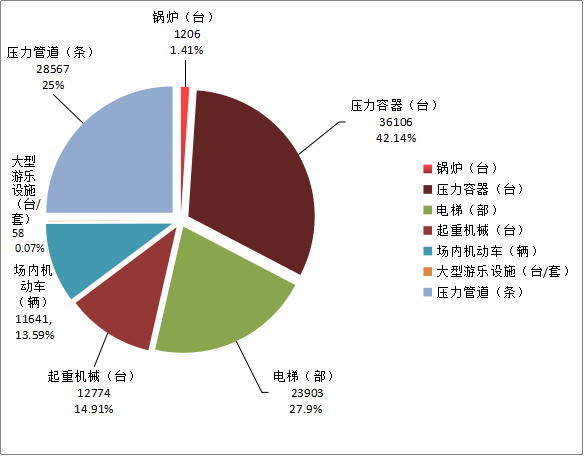 锅炉（台）
1206
1.41%
压力管道（条）
28567
25%
压力容器（台）
36106
42.14%
大型
游乐
设施
（台/
套）
58
0.07%
场内机
动车
（辆）
11641,
13.59%
起重机械（台）
12774
14.91%
电梯（部）
23903
27.9%
锅炉（台）
压力容器（台）
电梯（部）
起重机械（台）
场内机动车（辆）
大型游乐设施（台/套）
压力管道（条）